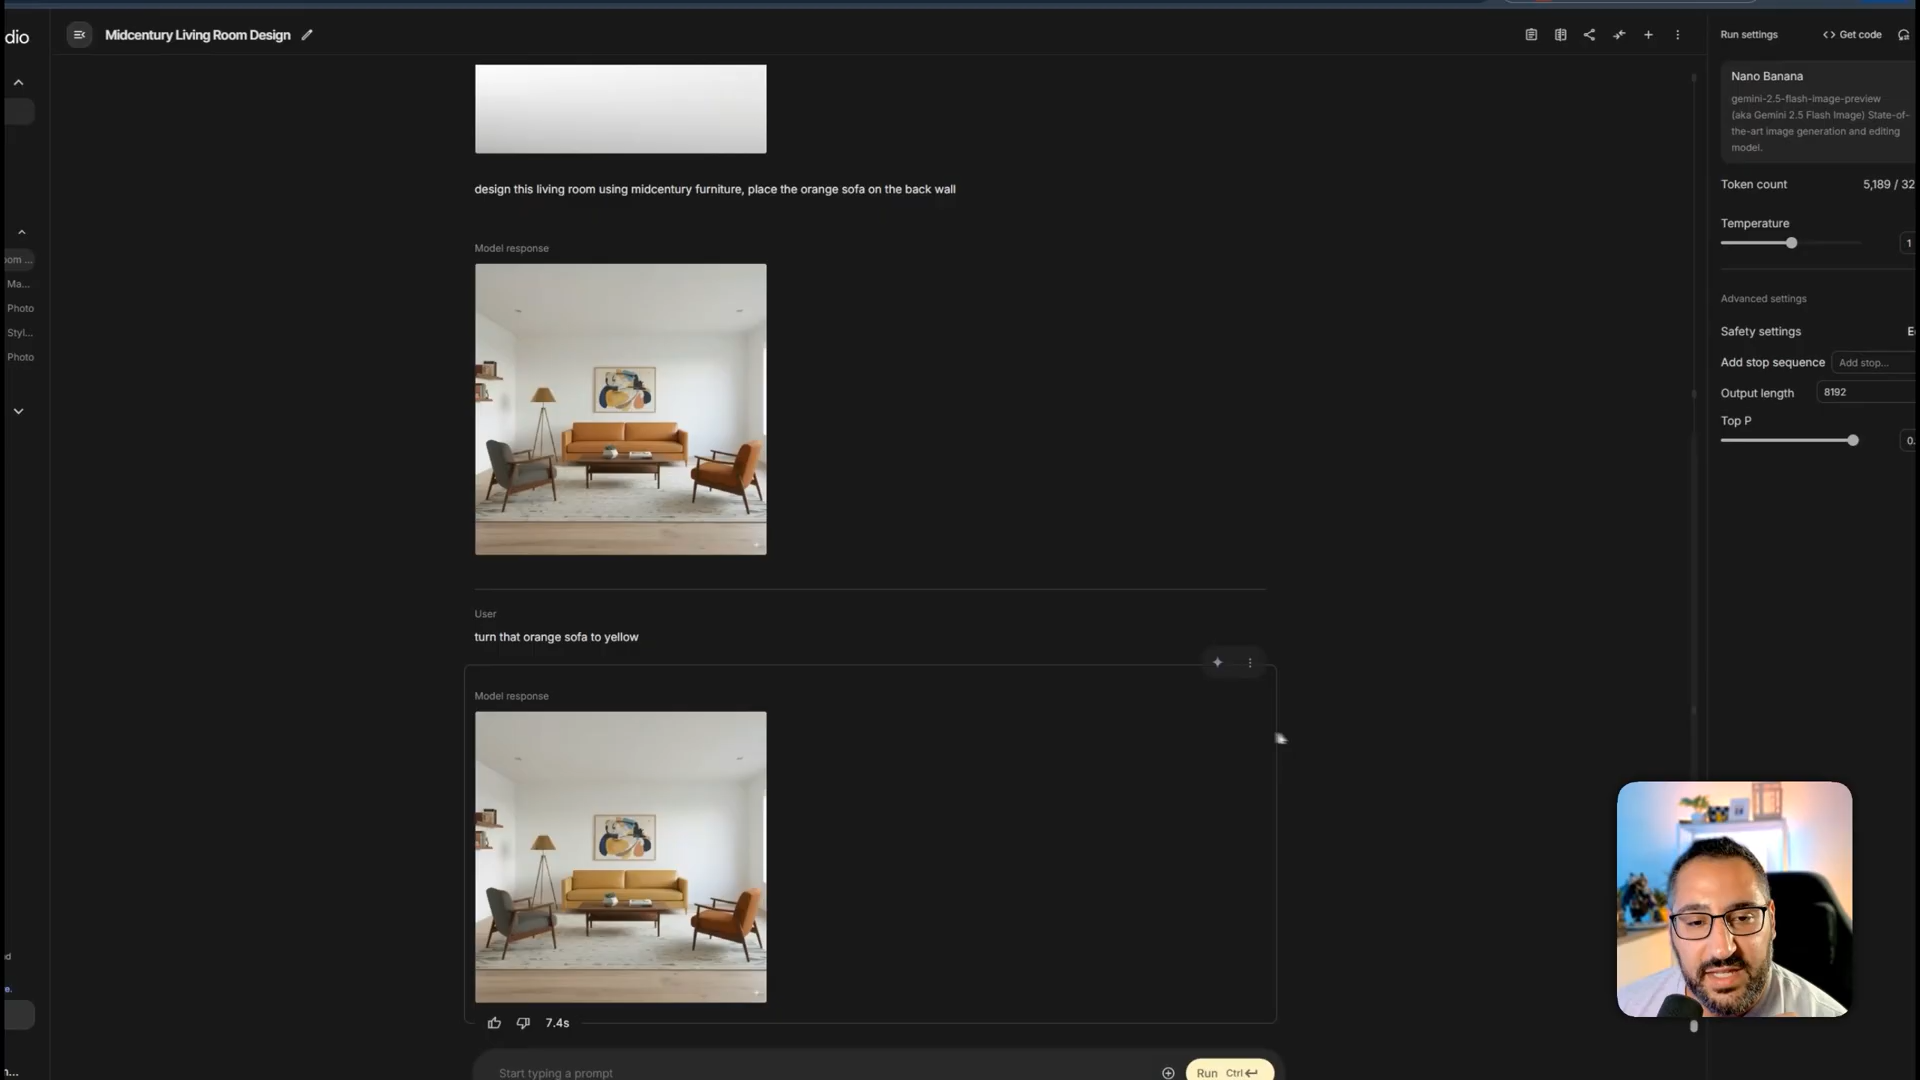 dio
Midcentury Living Room Design
Run settings
Get code
Nano Banana
gemini-2.5-flash-image-preview
(aka Gemini 2.5 Flash Image) State-of-
the-art image generation and editing
model.
Token count 5,189 / 32
Temperature
1
Advanced settings
Safety settings E
Add stop sequence Add stop...
Output length 8192
Top P
0.
oom ...
Ma...
Photo
Styl...
Photo
design this living room using midcentury furniture, place the orange sofa on the back wall
Model response
User
turn that orange sofa to yellow
Model response
7.4s
Start typing a prompt
Run Ctrl
d
e.
n...